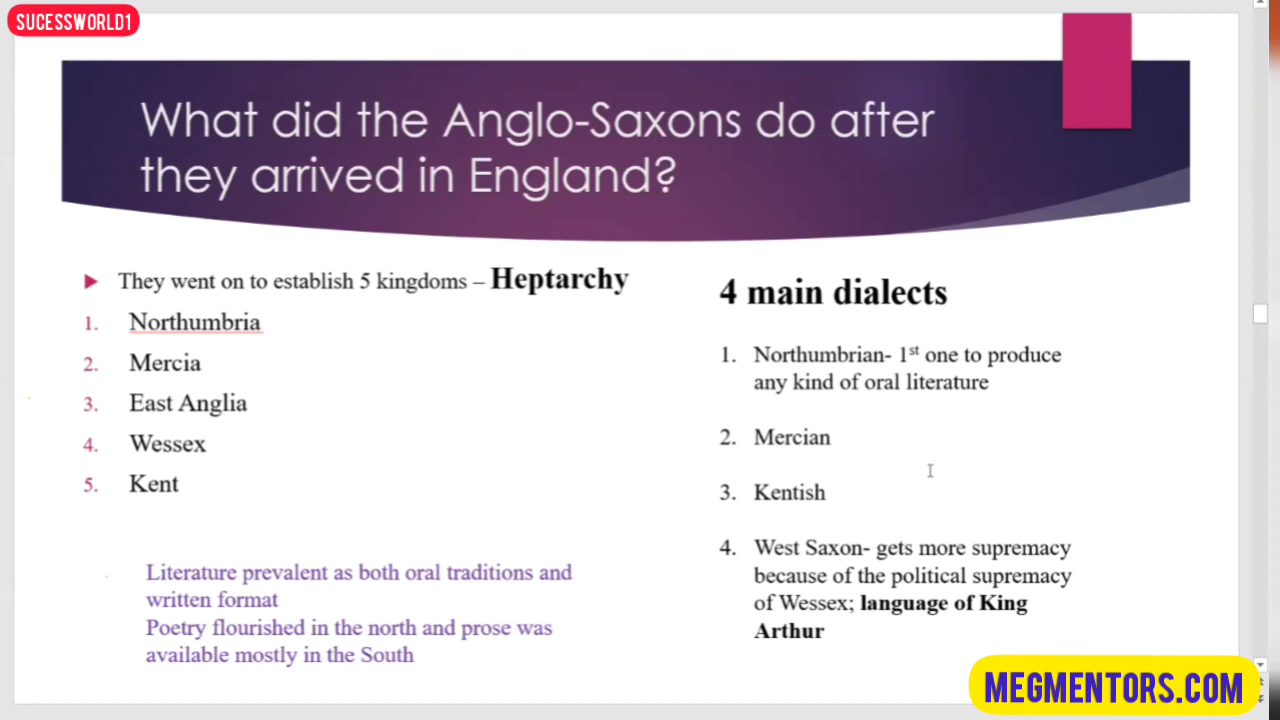 SUCESSWORLD1
What did the Anglo-Saxons do after
they arrived in England?
They went on to establish 5 kingdoms – Heptarchy
1. Northumbria
2. Mercia
3. East Anglia
4. Wessex
5. Kent
Literature prevalent as both oral traditions and
written format
Poetry flourished in the north and prose was
available mostly in the South
4 main dialects
1. Northumbrian- 1st one to produce
any kind of oral literature
2. Mercian
3. Kentish
4. West Saxon- gets more supremacy
because of the political supremacy
of Wessex; language of King
Arthur
MEGMENTORS.COM